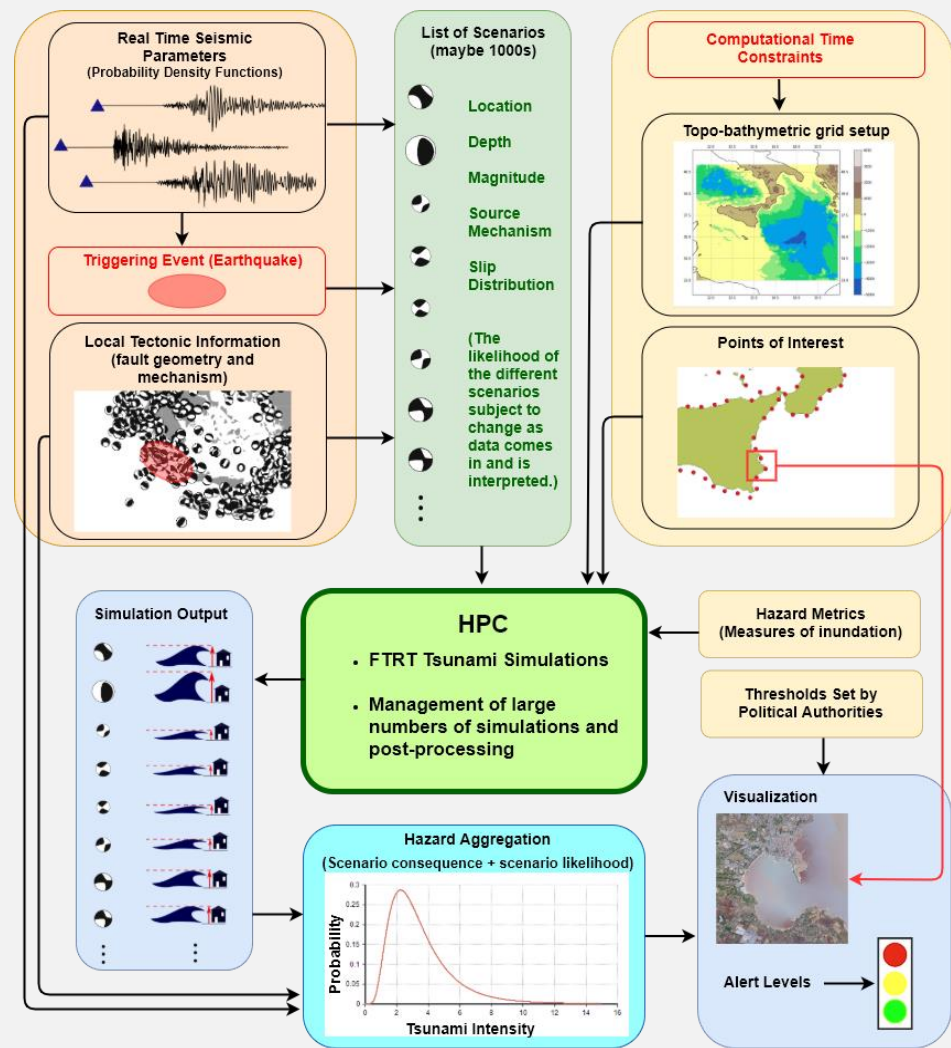 Real Time Seismic
Parameters
(Probability Density Functions)
Triggering Event (Earthquake)
Local Tectonic Information
(fault geometry and
mechanism)
List of Scenarios
(maybe 1000s)
Location
Depth
Magnitude
Source
Mechanism
Slip
Distribution
(The
likelihood of
the different
scenarios
subject to
change as
data comes
in and is
interpreted.)
Computational Time
Constraints
Topo-bathymetric grid setup
Points of Interest
Simulation Output
HPC
• FTRT Tsunami Simulations
• Management of large
numbers of simulations and
post-processing
Hazard Metrics
(Measures of inundation)
Thresholds Set by
Political Authorities
Visualization
Alert Levels
Hazard Aggregation
(Scenario consequence + scenario likelihood)
Probability
0.3
0.25
0.2
0.15
0.1
0.05
0
0 2 4 6 8 10 12 14 16
Tsunami Intensity